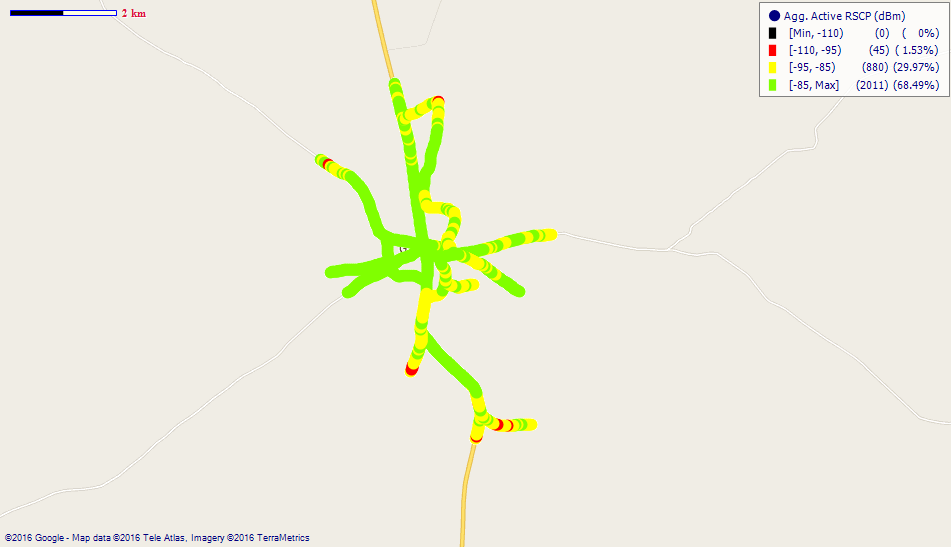 2 km
Agg. Active RSCP (dBm)
[Min, -110) (0) ( 0%)
[-110, -95) (45) ( 1.53%)
[-95, -85) (880) (29.97%)
[-85, Max] (2011) (68.49%)
©2016 Google - Map data ©2016 Tele Atlas, Imagery ©2016 TerraMetrics